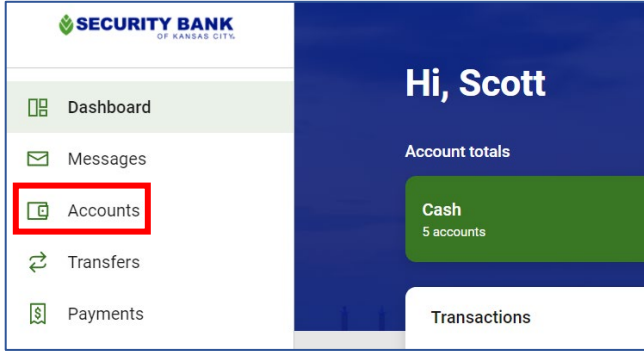 SECURITY BANK
OF KANSAS CITY.
Dashboard
Messages
Accounts
Transfers
Payments
Hi, Scott
Account totals
Cash
5 accounts
Transactions